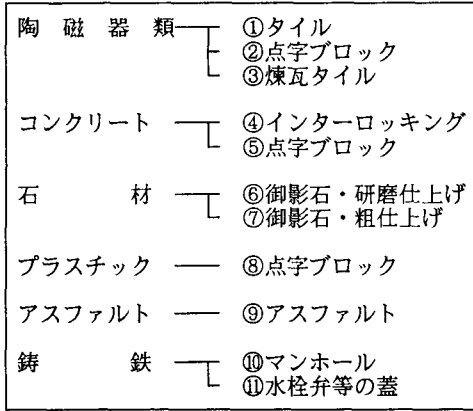 陶磁器類 ①タイル
②点字ブロック
③煉瓦タイル
コンクリート ④インターロッキング
⑤点字ブロック
石材 ⑥御影石・研磨仕上げ
⑦御影石・粗仕上げ
プラスチック ⑧点字ブロック
アスファルト ⑨アスファルト
鋳鉄 ⑩マンホール
⑪水栓弁等の蓋